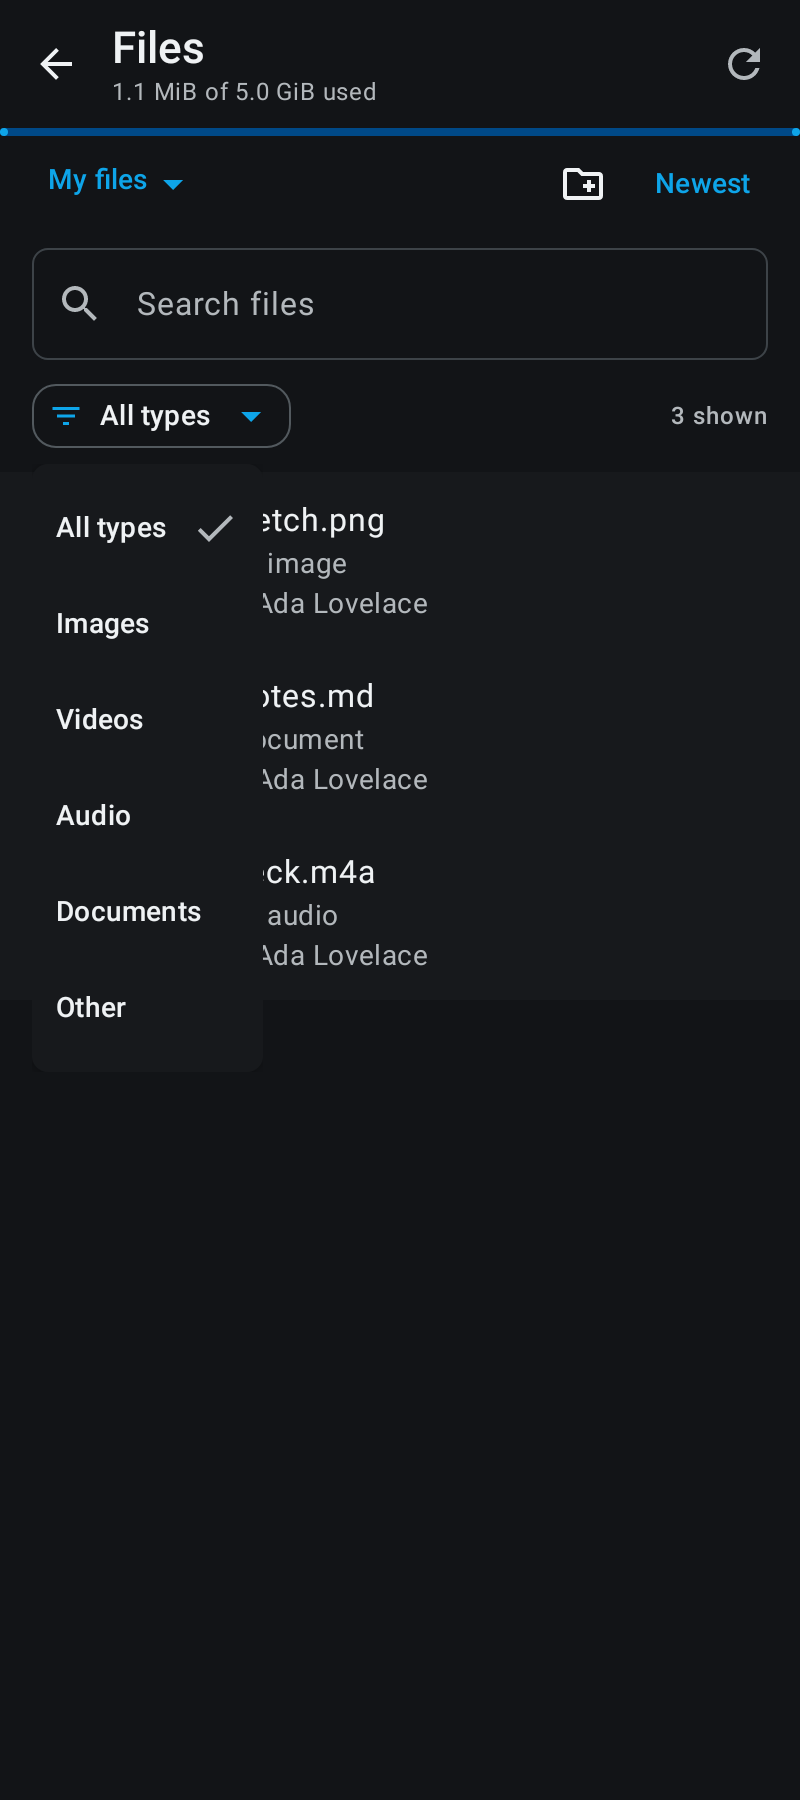 Files
1.1 MiB of 5.0 GiB used
My files
Newest
Search files
All types
3 shown
All types
etch.png
Images
image
Ada Lovelace
Videos
otes.md
ocument
Ada Lovelace
Audio
ck.m4a
Documents
audio
Ada Lovelace
Other